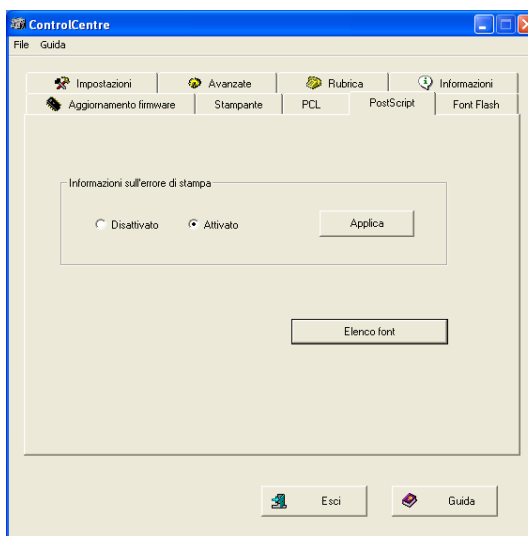 ControlCentre
File Guida
Impostazioni Avanzate Rubrica Informazioni
Aggiornamento firmware Stampante PCL PostScript Font Flash
Informazioni sull'errore di stampa
Disattivato Attivato Applica
Elenco font
Esci Guida